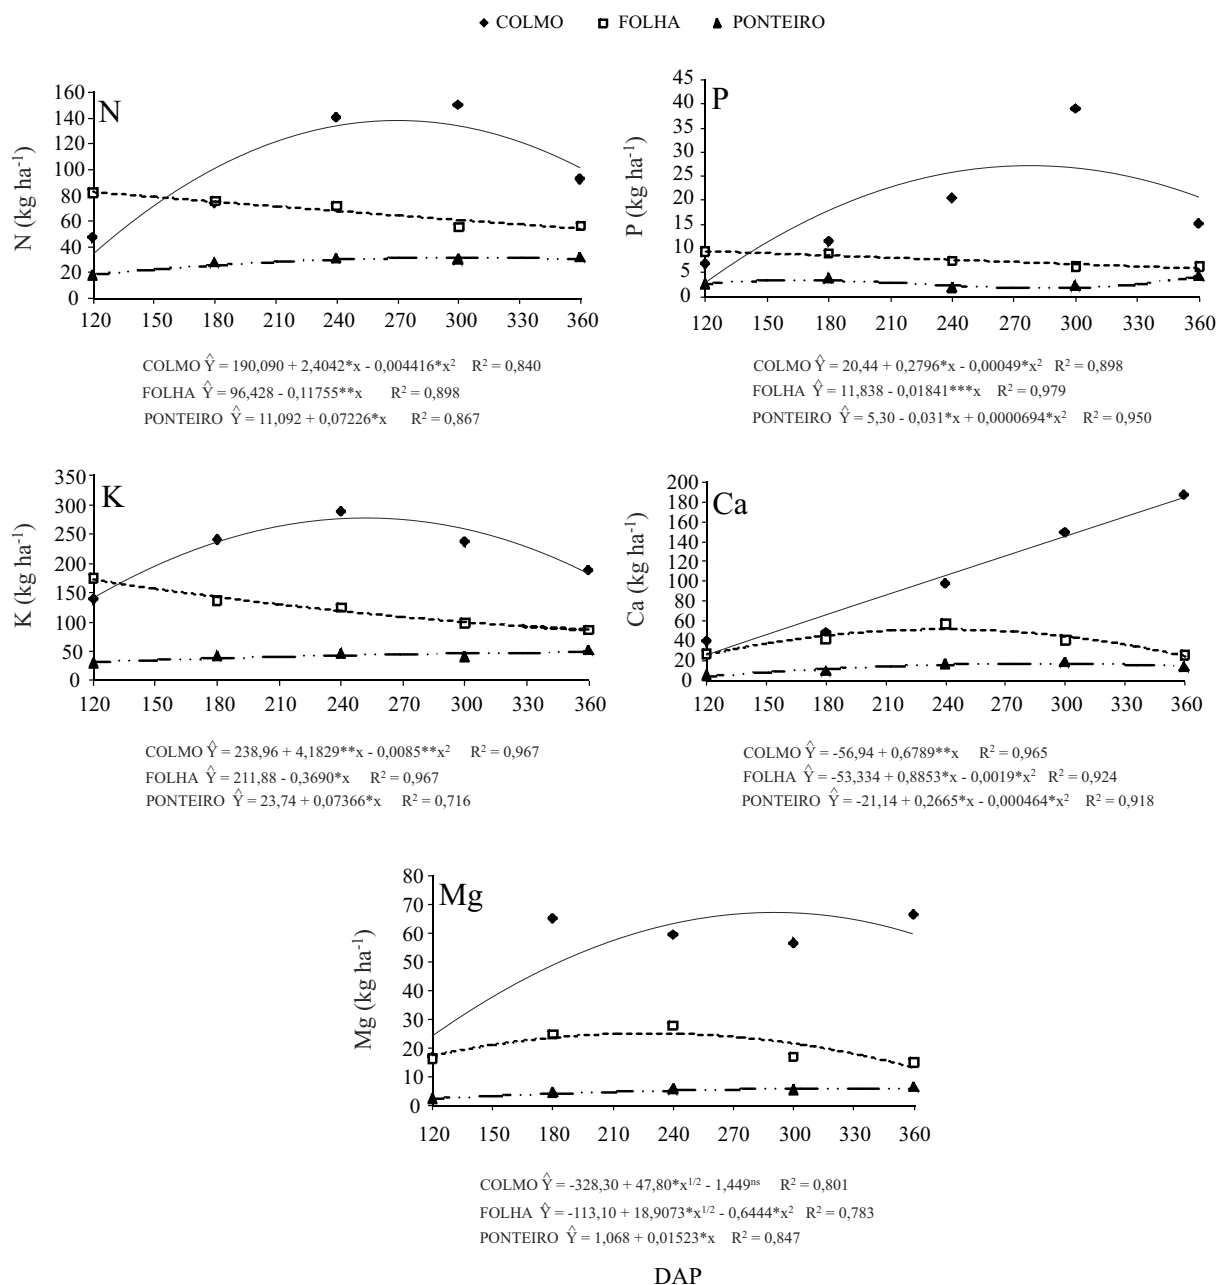 COLMO FOLHA PONTEIRO
N
N (kg ha⁻¹)
160
140
120
100
80
60
40
20
0
120 150 180 210 240 270 300 330 360
COLMO Ŷ = 190,090 + 2,4042*x - 0,004416*x² R² = 0,840
FOLHA Ŷ = 96,428 - 0,11755**x R² = 0,898
PONTEIRO Ŷ = 11,092 + 0,07226*x R² = 0,867
P
P (kg ha⁻¹)
45
40
35
30
25
20
15
10
5
0
120 150 180 210 240 270 300 330 360
COLMO Ŷ = 20,44 + 0,2796*x - 0,00049*x² R² = 0,898
FOLHA Ŷ = 11,838 - 0,01841***x R² = 0,979
PONTEIRO Ŷ = 5,30 - 0,031*x + 0,0000694*x² R² = 0,950
K
K (kg ha⁻¹)
350
300
250
200
150
100
50
0
120 150 180 210 240 270 300 330 360
COLMO Ŷ = 238,96 + 4,1829**x - 0,0085**x² R² = 0,967
FOLHA Ŷ = 211,88 - 0,3690*x R² = 0,967
PONTEIRO Ŷ = 23,74 + 0,07366*x R² = 0,716
Ca
Ca (kg ha⁻¹)
200
180
160
140
120
100
80
60
40
20
0
120 150 180 210 240 270 300 330 360
COLMO Ŷ = -56,94 + 0,6789**x R² = 0,965
FOLHA Ŷ = -53,334 + 0,8853*x - 0,0019*x² R² = 0,924
PONTEIRO Ŷ = -21,14 + 0,2665*x - 0,000464*x² R² = 0,918
Mg
Mg (kg ha⁻¹)
80
70
60
50
40
30
20
10
0
120 150 180 210 240 270 300 330 360
COLMO Ŷ = -328,30 + 47,80*x^1/2 - 1,449^ns R² = 0,801
FOLHA Ŷ = -113,10 + 18,9073*x^1/2 - 0,6444*x² R² = 0,783
PONTEIRO Ŷ = 1,068 + 0,01523*x R² = 0,847
DAP